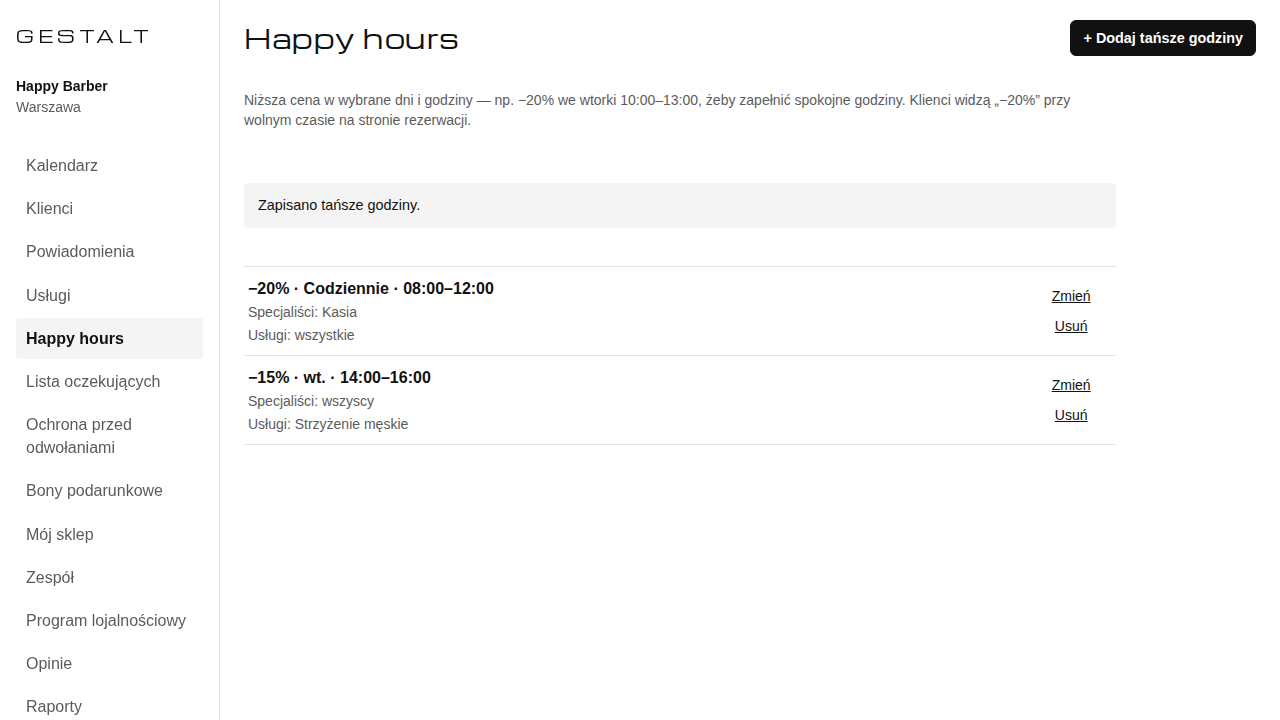 GESTALT
Happy Barber
Warszawa
Kalendarz
Klienci
Powiadomienia
Usługi
Happy hours
Lista oczekujących
Ochrona przed
odwołaniami
Bony podarunkowe
Mój sklep
Zespół
Program lojalnościowy
Opinie
Raporty
Happy hours
+ Dodaj tańsze godziny
Niższa cena w wybrane dni i godziny — np. −20% we wtorki 10:00–13:00, żeby zapełnić spokojne godziny. Klienci widzą „−20%” przy
wolnym czasie na stronie rezerwacji.
Zapisano tańsze godziny.
−20% · Codziennie · 08:00–12:00
Specjaliści: Kasia
Usługi: wszystkie
Zmień
Usuń
−15% · wt. · 14:00–16:00
Specjaliści: wszyscy
Usługi: Strzyżenie męskie
Zmień
Usuń